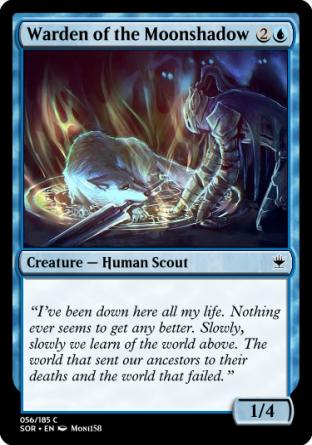 Warden of the Moonshadow 2
Creature — Human Scout
“I’ve been down here all my life. Nothing
ever seems to get any better. Slowly,
slowly we learn of the world above. The
world that sent our ancestors to their
deaths and the world that failed.”
1/4
056/185 C
SOR • EN MONI158